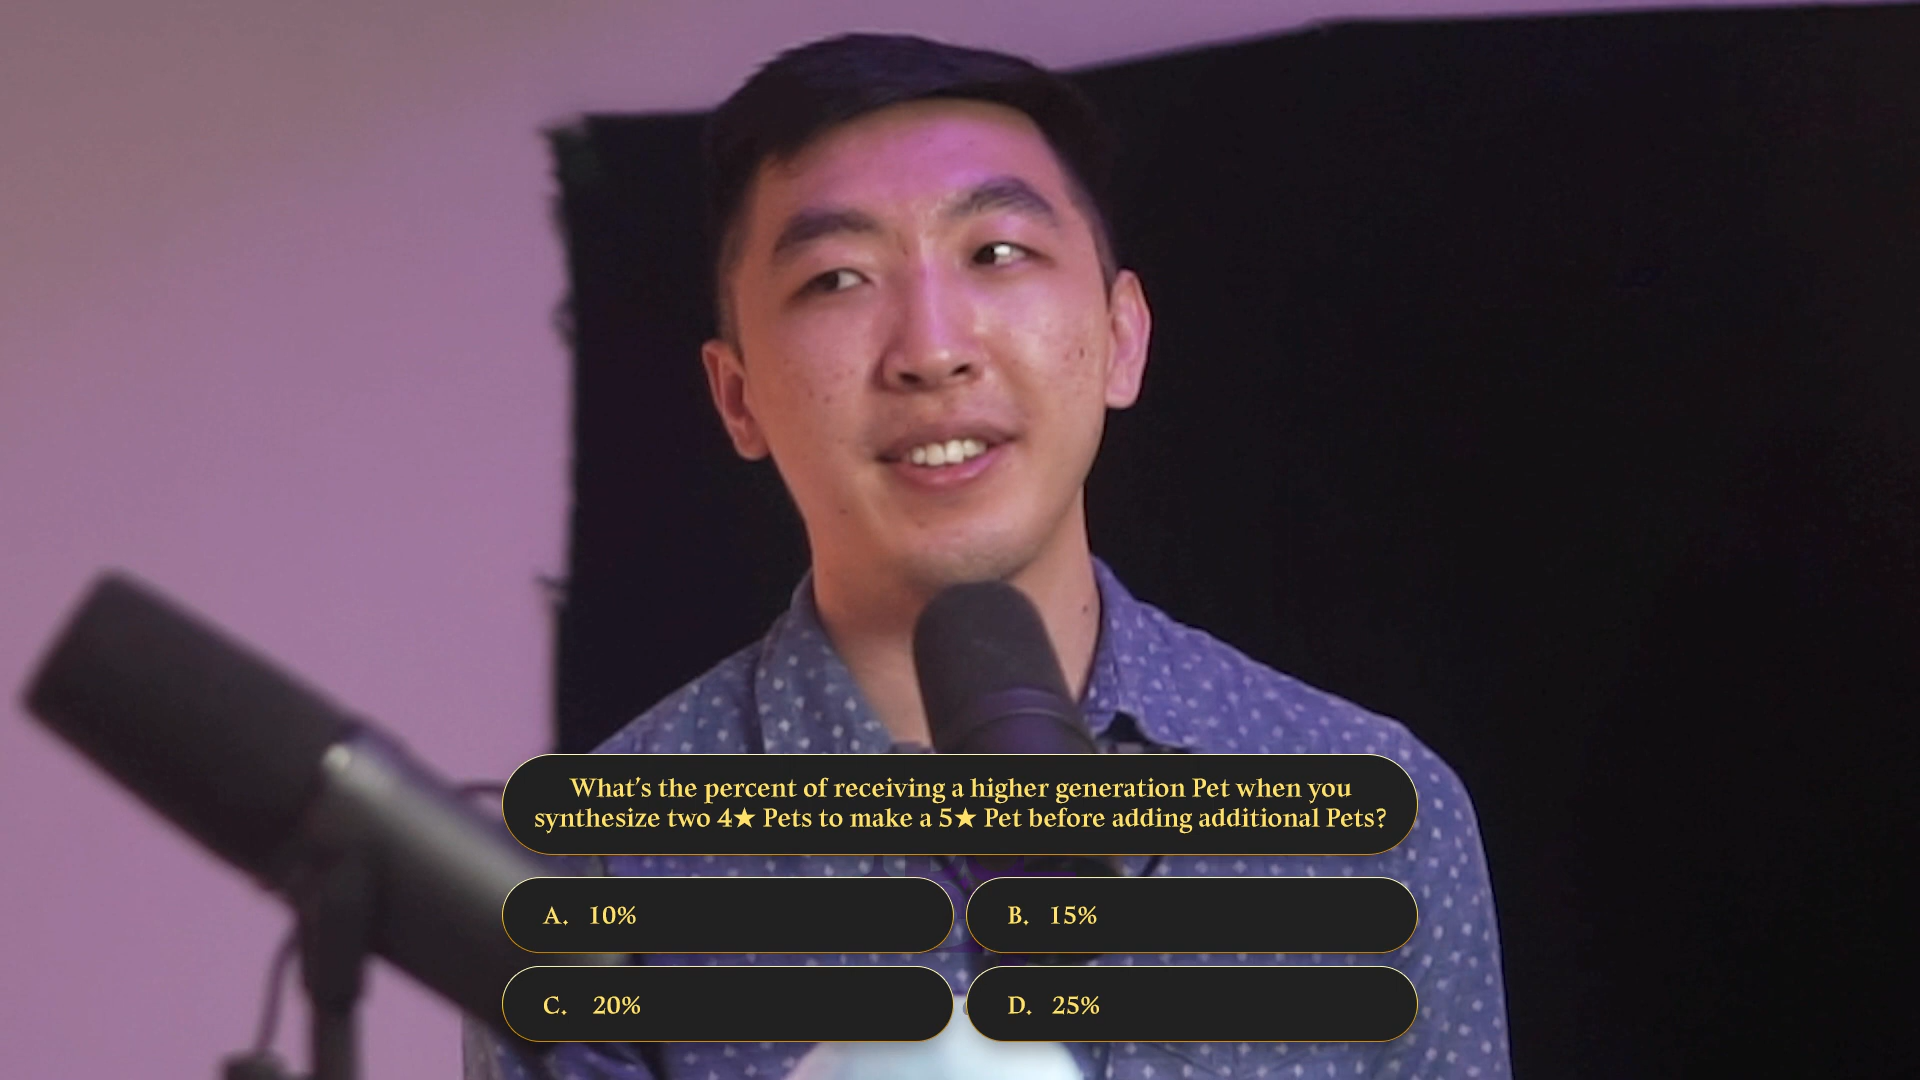 What's the percent of receiving a higher generation Pet when you
synthesize two 4★ Pets to make a 5★ Pet before adding additional Pets?
A. 10%
B. 15%
C. 20%
D. 25%